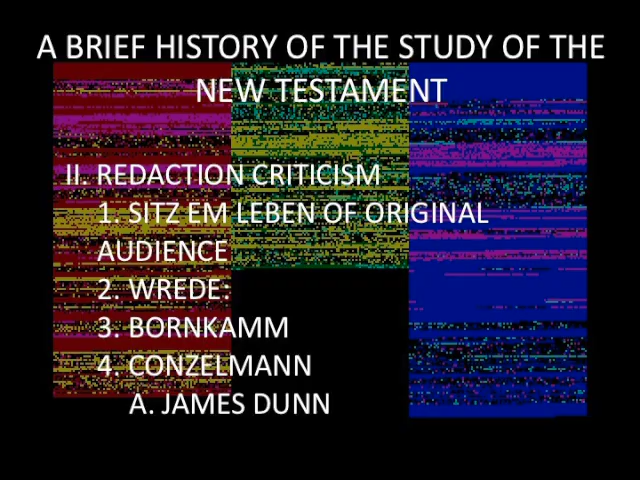 A BRIEF HISTORY OF THE STUDY OF THE
NEW TESTAMENT
II. REDACTION CRITICISM
1. SITZ EM LEBEN OF ORIGINAL
AUDIENCE
2. WREDE:
3. BORNKAMM
4. CONZELMANN
A. JAMES DUNN